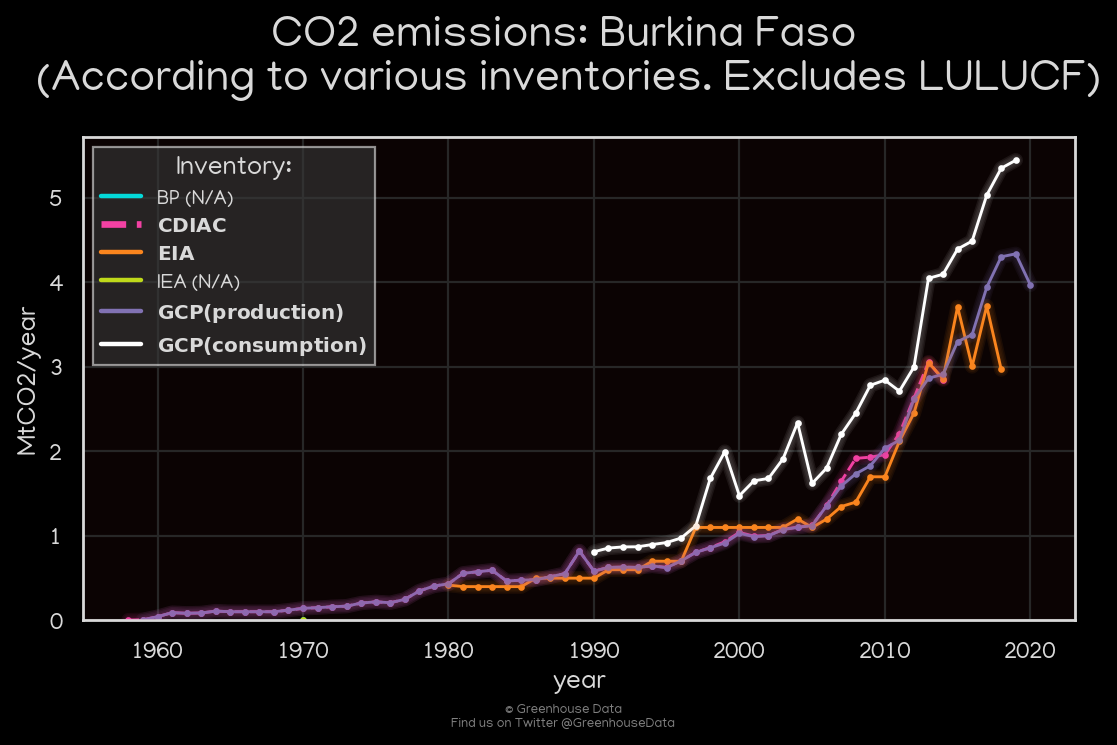 CO2 emissions: Burkina Faso
(According to various inventories. Excludes LULUCF)
Inventory:
BP (N/A)
CDIAC
EIA
IEA (N/A)
GCP(production)
GCP(consumption)
MtCO2/year
5
4
3
2
1
0
1960 1970 1980 1990 2000 2010 2020
year
© Greenhouse Data
Find us on Twitter @GreenhouseData